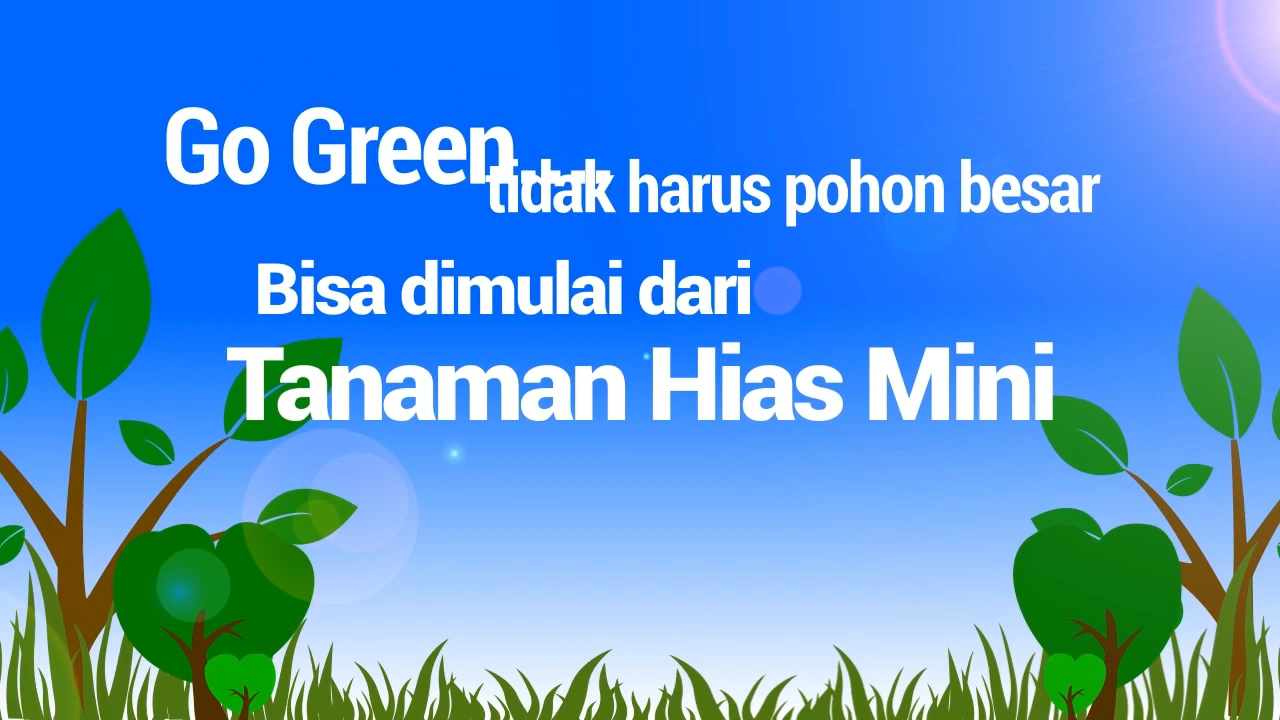 Go Green.....
tidak harus pohon besar
Bisa dimulai dari
Tanaman Hias Mini